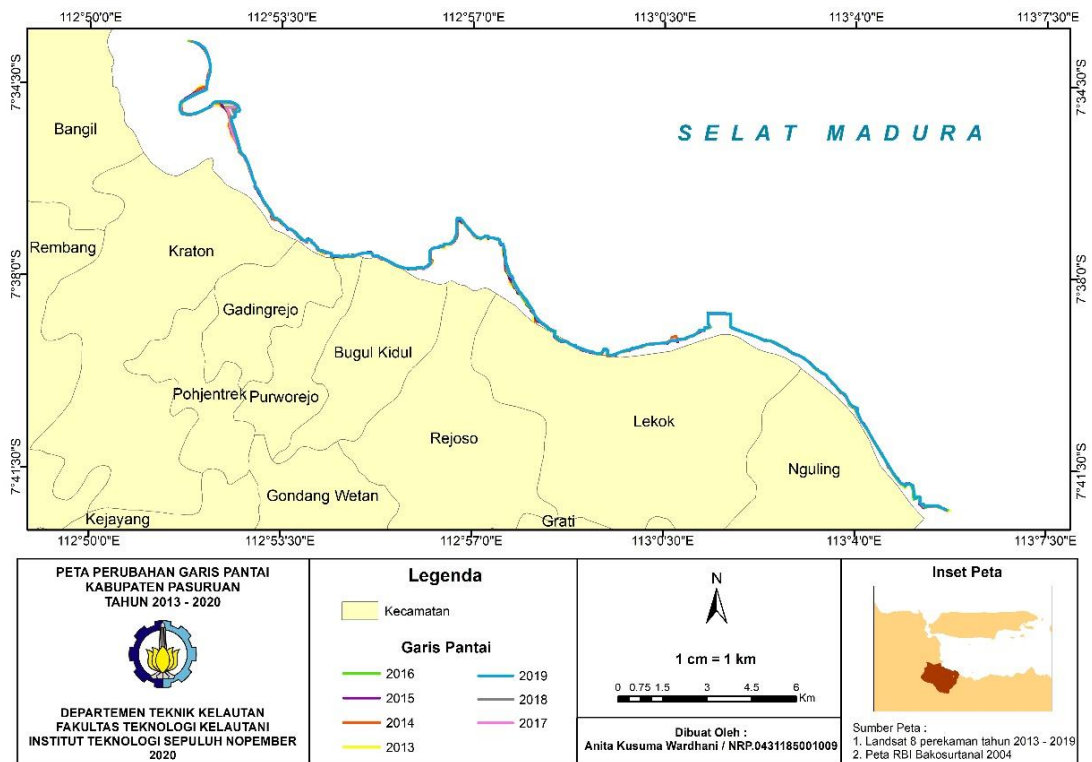 112°50'0"E 112°53'30"E 112°57'0"E 113°0'30"E 113°4'0"E 113°7'30"E
7°34'30"S 7°34'30"S
Bangil
SELAT MADURA
Rembang
Kraton
7°38'0"S 7°38'0"S
Gadingrejo
Bugul Kidul
Pohjentrek Purworejo
Rejoso
Lekok
Nguling
7°41'30"S 7°41'30"S
Gondang Wetan
Kejayang
Grati
112°50'0"E 112°53'30"E 112°57'0"E 113°0'30"E 113°4'0"E 113°7'30"E
PETA PERUBAHAN GARIS PANTAI
KABUPATEN PASURUAN
TAHUN 2013 - 2020
DEPARTEMEN TEKNIK KELAUTAN
FAKULTAS TEKNOLOGI KELAUTANI
INSTITUT TEKNOLOGI SEPULUH NOPEMBER
2020
Legenda
Kecamatan
Garis Pantai
2016
2015
2014
2013
2019
2018
2017
N
1 cm = 1 km
0 0.75 1.5 3 4.5 6
Km
Dibuat Oleh :
Anita Kusuma Wardhani / NRP.0431185001009
Inset Peta
Sumber Peta :
1. Landsat 8 perekaman tahun 2013 - 2019
2. Peta RBI Bakosurtanal 2004